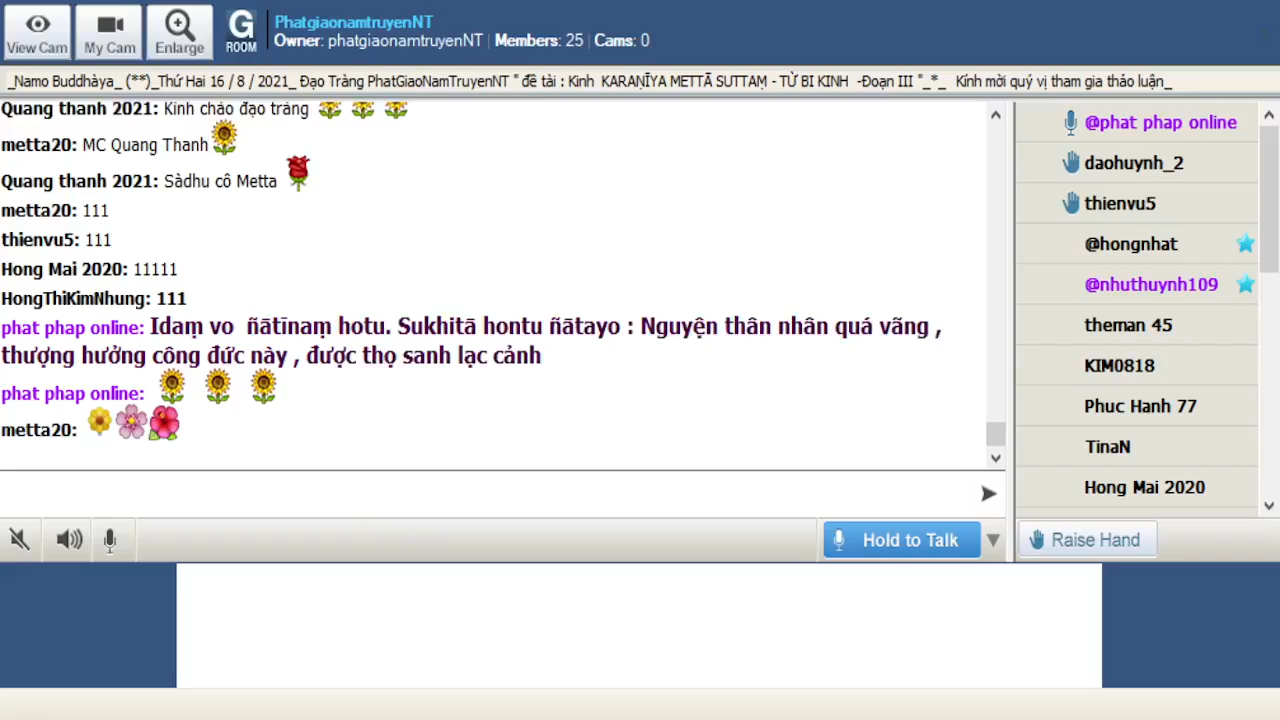 View Cam
My Cam
Enlarge
G
ROOM
PhatgiaonamtruyenNT
Owner: phatgiaonamtruyenNT | Members: 25 | Cams: 0
_Namo Buddhàya_ (**)_Thứ Hai 16 / 8 / 2021_ Đạo Tràng PhatGiaoNamTruyenNT " đề tài : Kinh KARAṆĪYA METTĀ SUTTAṂ - TỪ BI KINH -Đoạn III "_*_ Kính mời quý vị tham gia thảo luận_
Quang thanh 2021: Kính chào đạo tràng
metta20: MC Quang Thanh
Quang thanh 2021: Sàdhu cô Metta
metta20: 111
thienvu5: 111
Hong Mai 2020: 11111
HongThiKimNhung: 111
phat phap online: Idaṃ vo ñātīnaṃ hotu. Sukhitā hontu ñātayo : Nguyện thân nhân quá vãng ,
thượng hưởng công đức này , được thọ sanh lạc cảnh
phat phap online:
metta20:
@phat phap online
daohuynh_2
thienvu5
@hongnhat
@nhuthuynh109
theman 45
KIM0818
Phuc Hanh 77
TinaN
Hong Mai 2020
Hold to Talk
Raise Hand